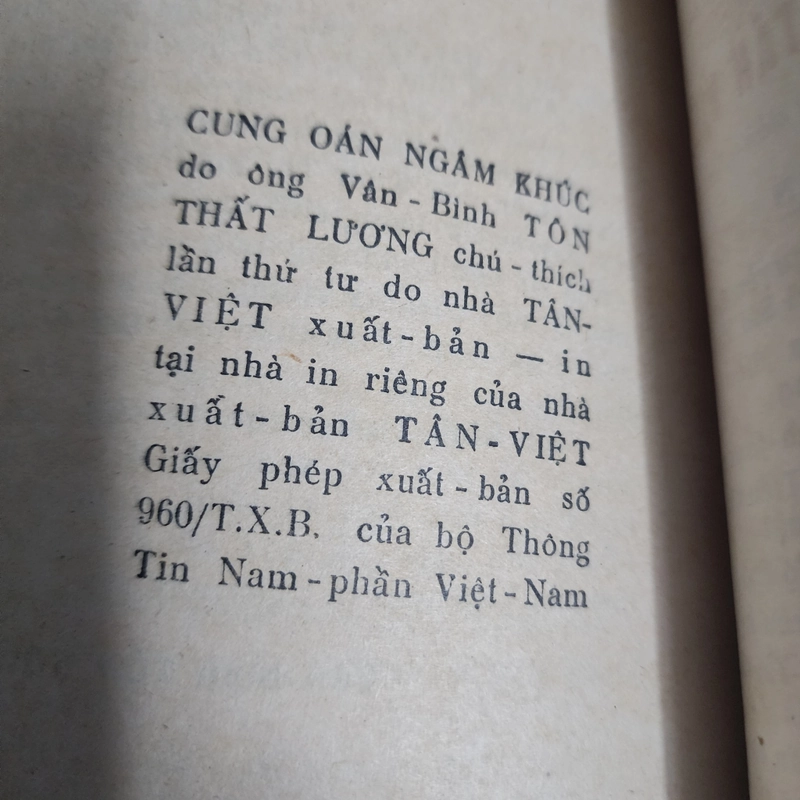 CUNG OÁN NGÂM KHÚC
do ông Vân-Bình TÔN
THẤT LƯƠNG chú-thích
lần thứ tư do nhà TÂN-
VIỆT xuất-bản — in
tại nhà in riêng của nhà
xuất-bản TÂN-VIỆT
Giấy phép xuất-bản số
960/T.X.B. của bộ Thông
Tin Nam-phần Việt-Nam